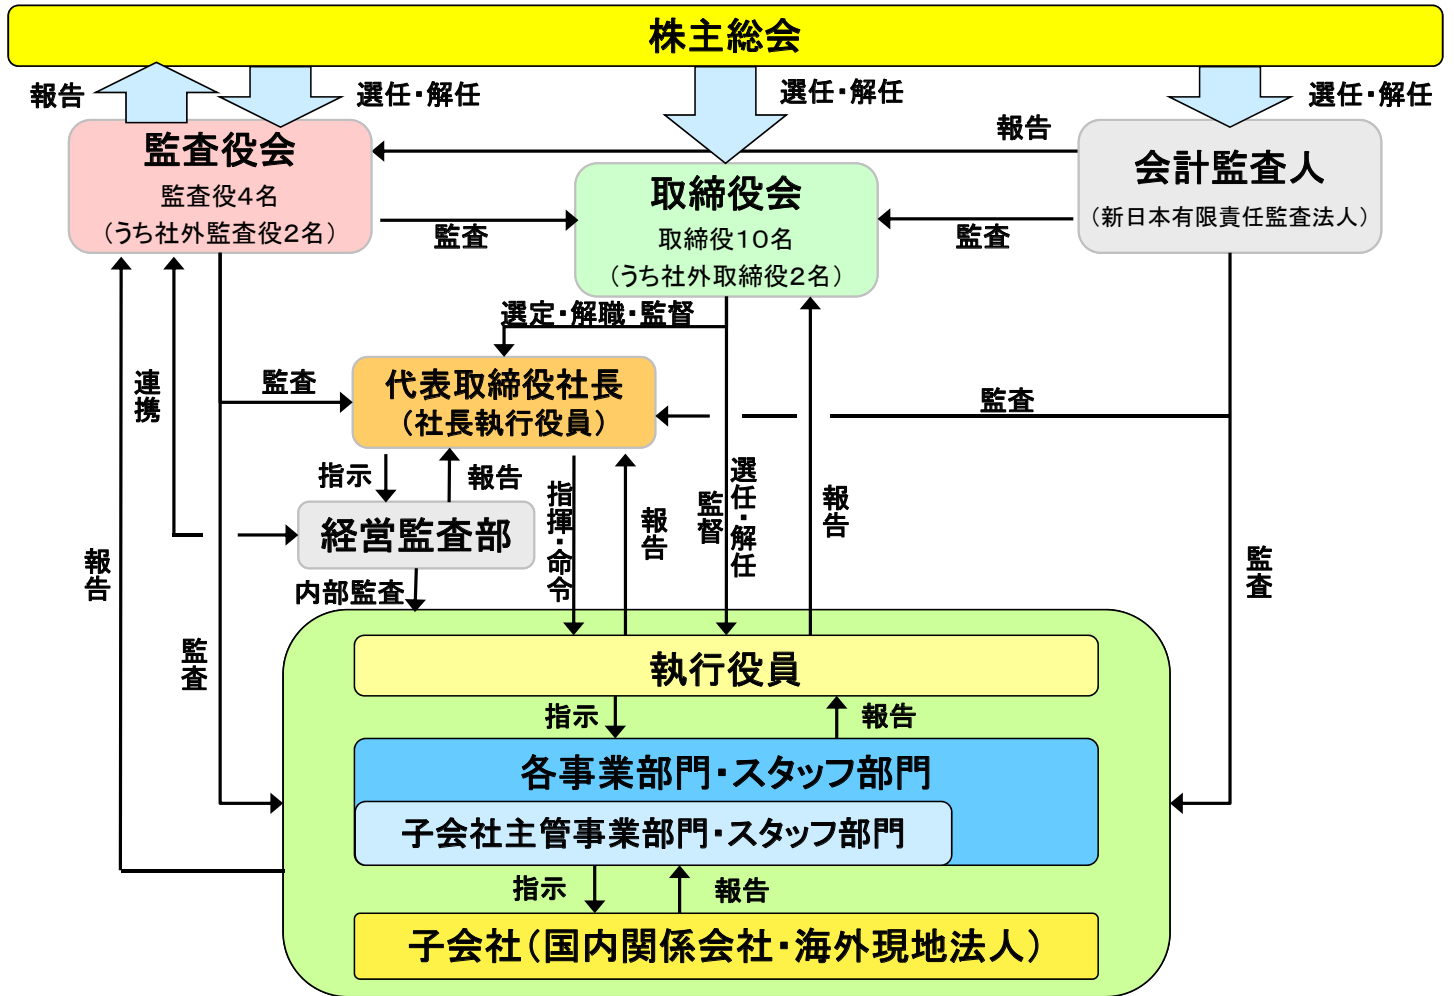 株主総会
報告
選任・解任
選任・解任
選任・解任
監査役会
監査役4名
（うち社外監査役2名）
報告
取締役会
取締役10名
（うち社外取締役2名）
会計監査人
（新日本有限責任監査法人）
監査
監査
選定・解職・監督
代表取締役社長
（社長執行役員）
連携
監査
監査
指示
報告
経営監査部
内部監査
指揮・命令
報告
監督
選任・解任
報告
報告
監査
監査
執行役員
指示
報告
各事業部門・スタッフ部門
子会社主管事業部門・スタッフ部門
指示
報告
子会社（国内関係会社・海外現地法人）